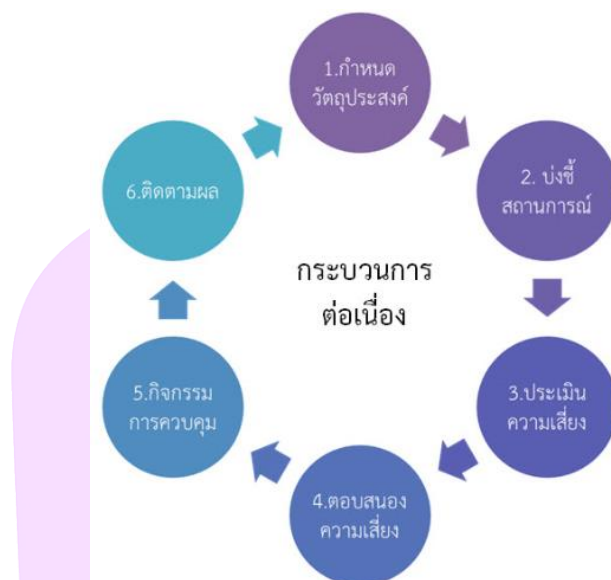 1.กำหนด
วัตถุประสงค์
2. บ่งชี้
สถานการณ์
3.ประเมิน
ความเสี่ยง
4.ตอบสนอง
ความเสี่ยง
5.กิจกรรม
การควบคุม
6.ติดตามผล
กระบวนการ
ต่อเนื่อง